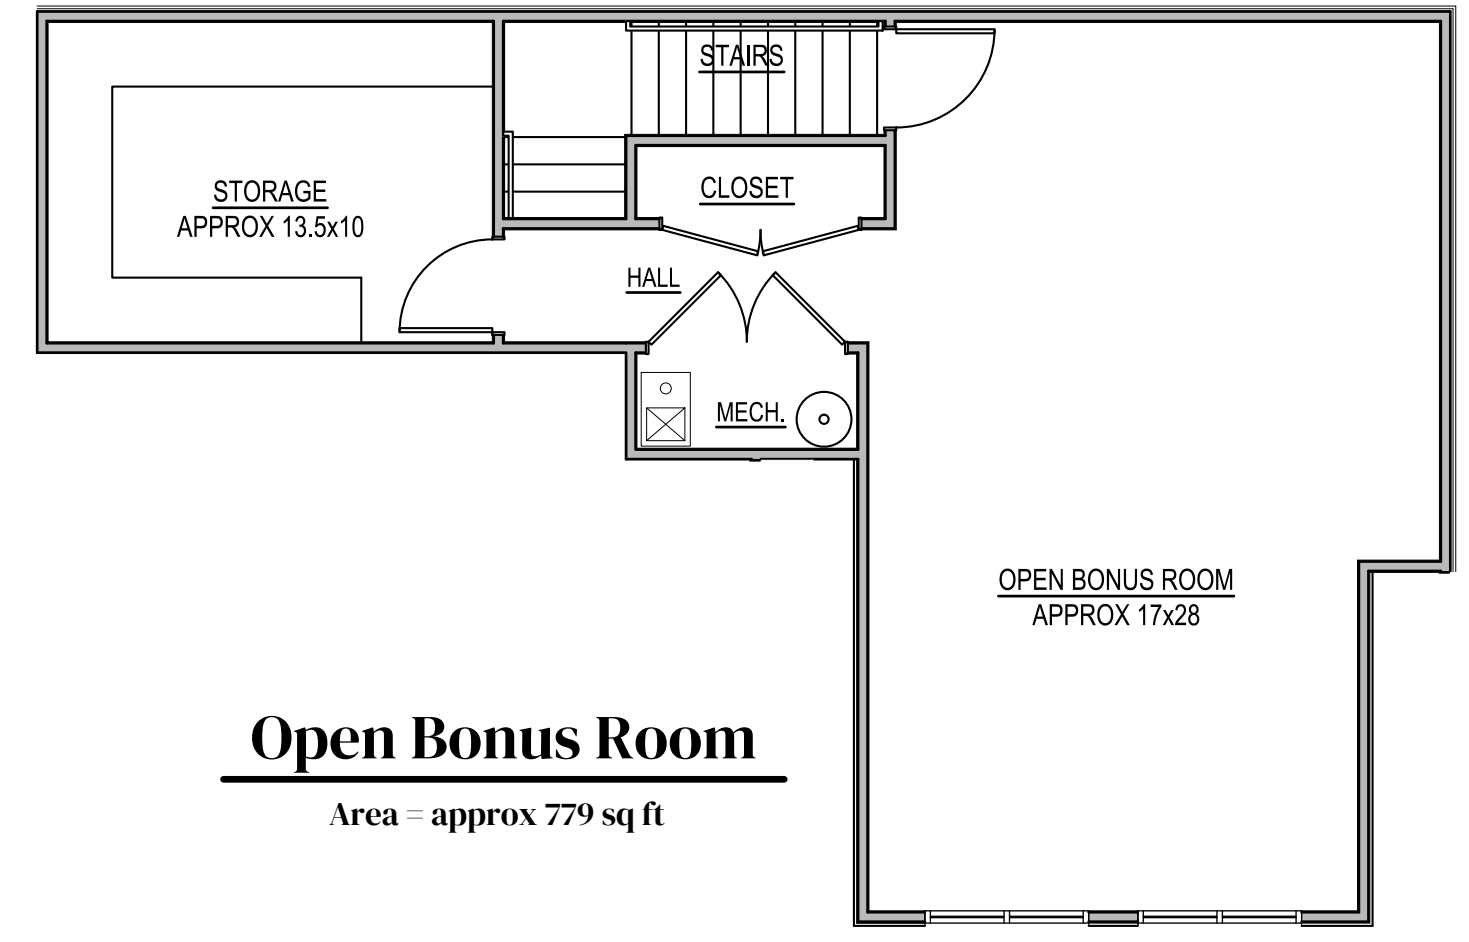 STAIRS
CLOSET
STORAGE
APPROX 13.5x10
HALL
MECH.
OPEN BONUS ROOM
APPROX 17x28
Open Bonus Room
Area = approx 779 sq ft